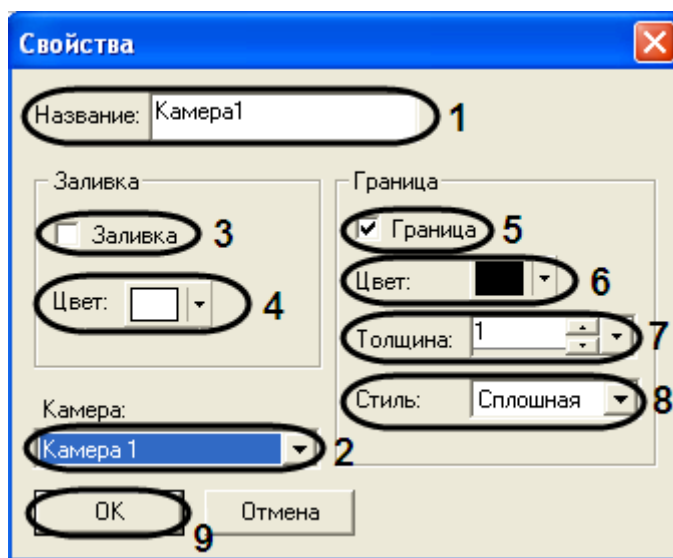 Свойства
Название: Камера1 1
Заливка
Заливка 3
Цвет: 4
Граница
Граница 5
Цвет: 6
Толщина: 1 7
Стиль: Сплошная 8
Камера:
Камера 1 2
OK 9
Отмена